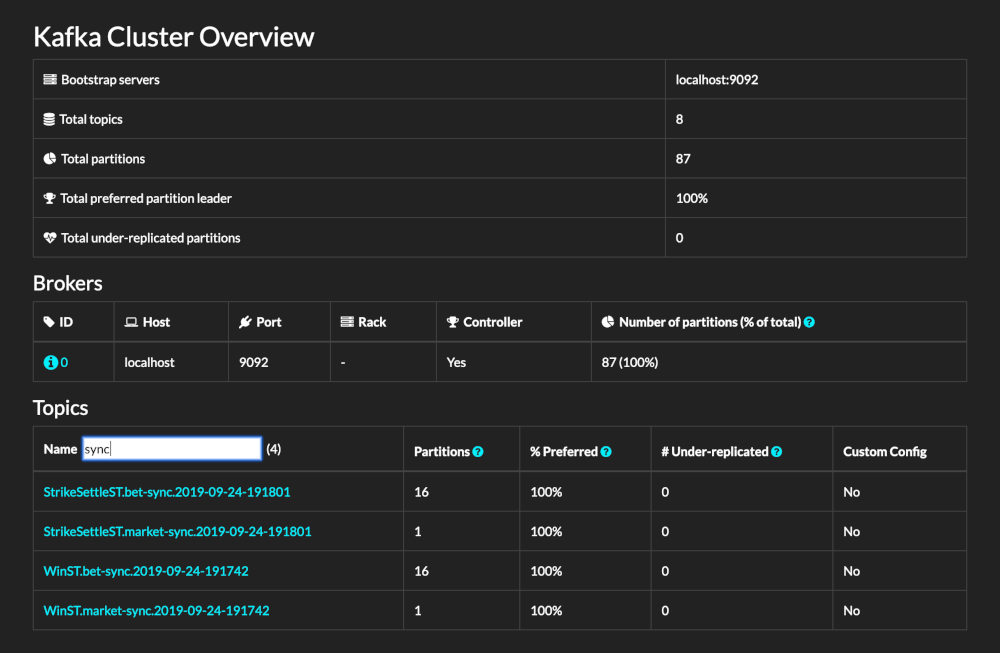 Kafka Cluster Overview
Bootstrap servers localhost:9092
Total topics 8
Total partitions 87
Total preferred partition leader 100%
Total under-replicated partitions 0
Brokers
ID Host Port Rack Controller Number of partitions (% of total) ?
0 localhost 9092 - Yes 87 (100%)
Topics
Name sync (4) Partitions ? % Preferred ? # Under-replicated ? Custom Config
StrikeSettleST.bet-sync.2019-09-24-191801 16 100% 0 No
StrikeSettleST.market-sync.2019-09-24-191801 1 100% 0 No
WinST.bet-sync.2019-09-24-191742 16 100% 0 No
WinST.market-sync.2019-09-24-191742 1 100% 0 No